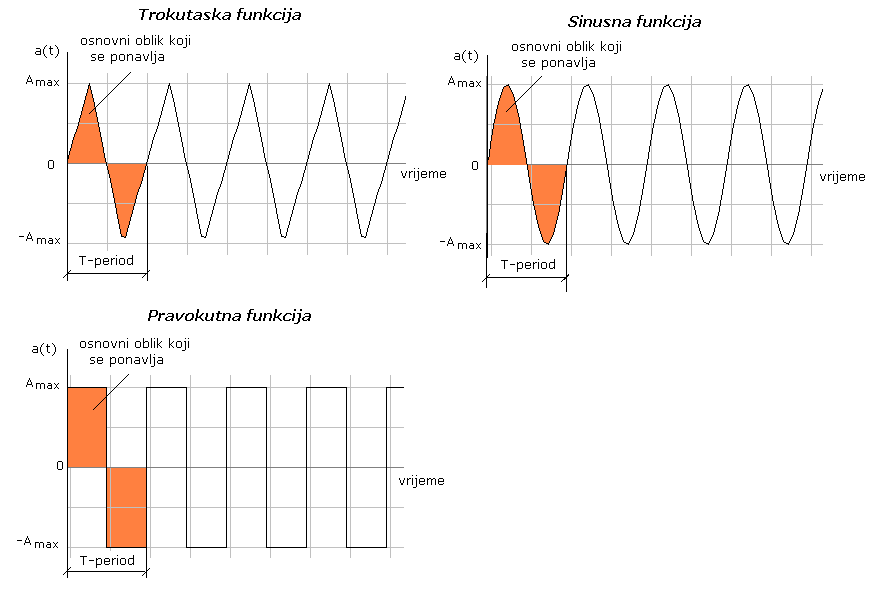 Trokutaska funkcija
osnovni oblik koji
se ponavlja
a(t)
Amax
0
vrijeme
-Amax
T-period
Sinusna funkcija
osnovni oblik koji
se ponavlja
a(t)
Amax
0
vrijeme
-Amax
T-period
Pravokutna funkcija
osnovni oblik koji
se ponavlja
a(t)
Amax
0
vrijeme
-Amax
T-period